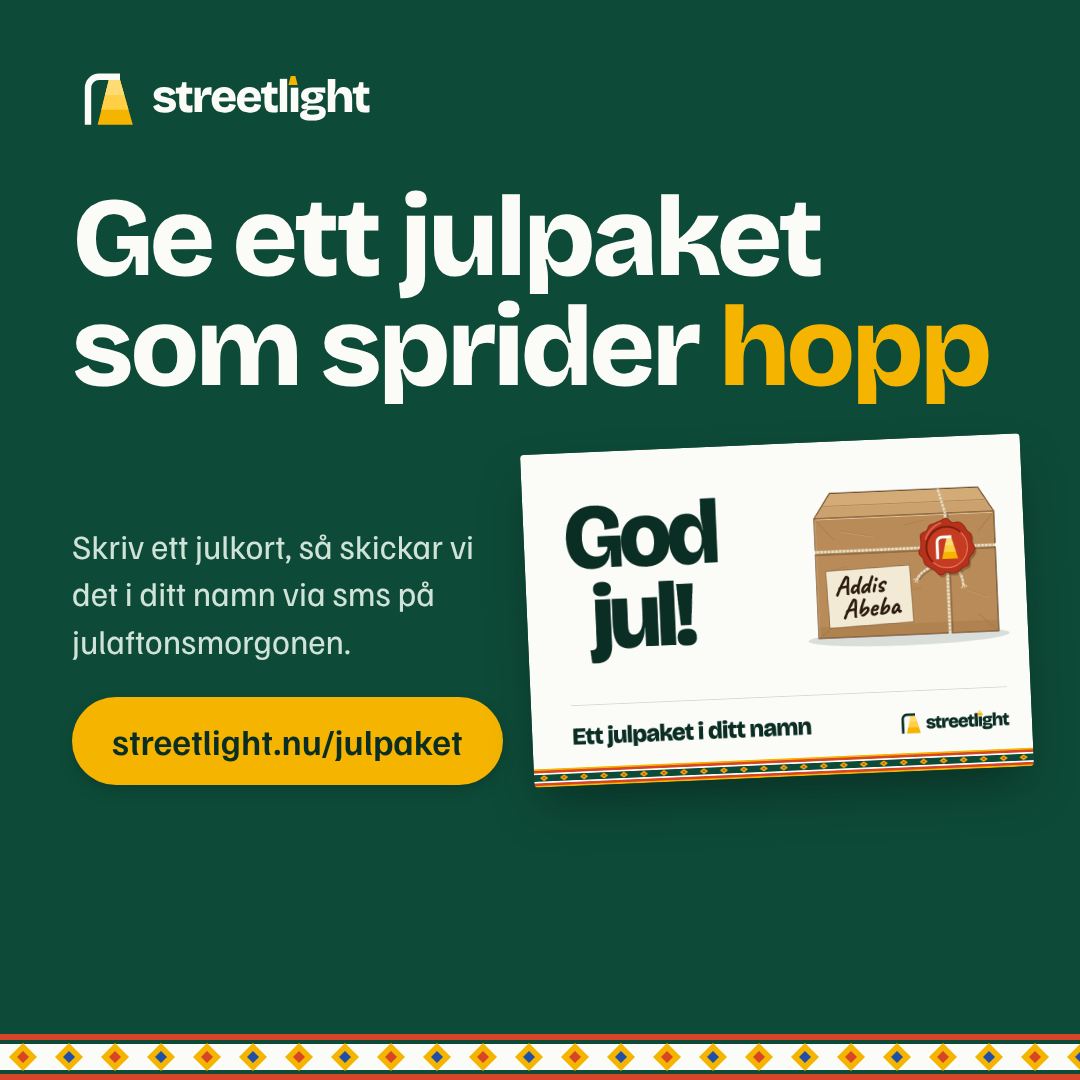 streetlight
Ge ett julpaket
som sprider hopp
Skriv ett julkort, så skickar vi
det i ditt namn via sms på
julaftonsmorgonen.
streetlight.nu/julpaket
God
jul!
Addis
Abeba
Ett julpaket i ditt namn
streetlight